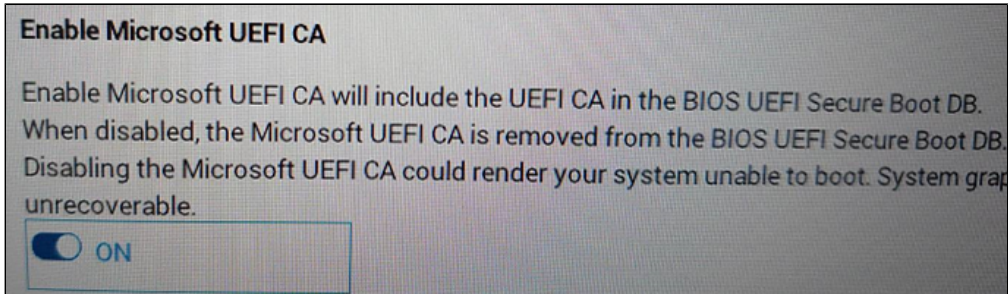 Enable Microsoft UEFI CA
Enable Microsoft UEFI CA will include the UEFI CA in the BIOS UEFI Secure Boot DB.
When disabled, the Microsoft UEFI CA is removed from the BIOS UEFI Secure Boot DB.
Disabling the Microsoft UEFI CA could render your system unable to boot. System
unrecoverable.
ON